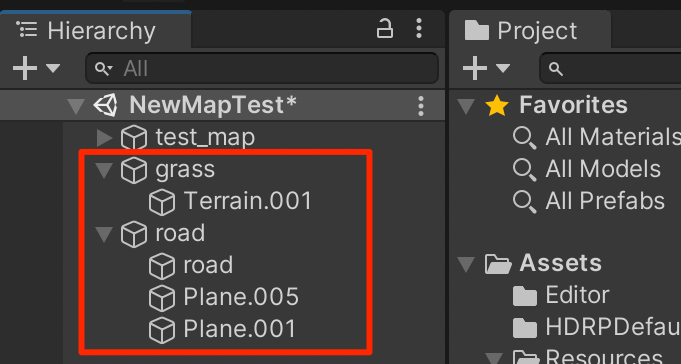 Hierarchy
All
NewMapTest*
test_map
grass
Terrain.001
road
road
Plane.005
Plane.001
Project
Favorites
All Materials
All Models
All Prefabs
Assets
Editor
HDRPDefau
Resources